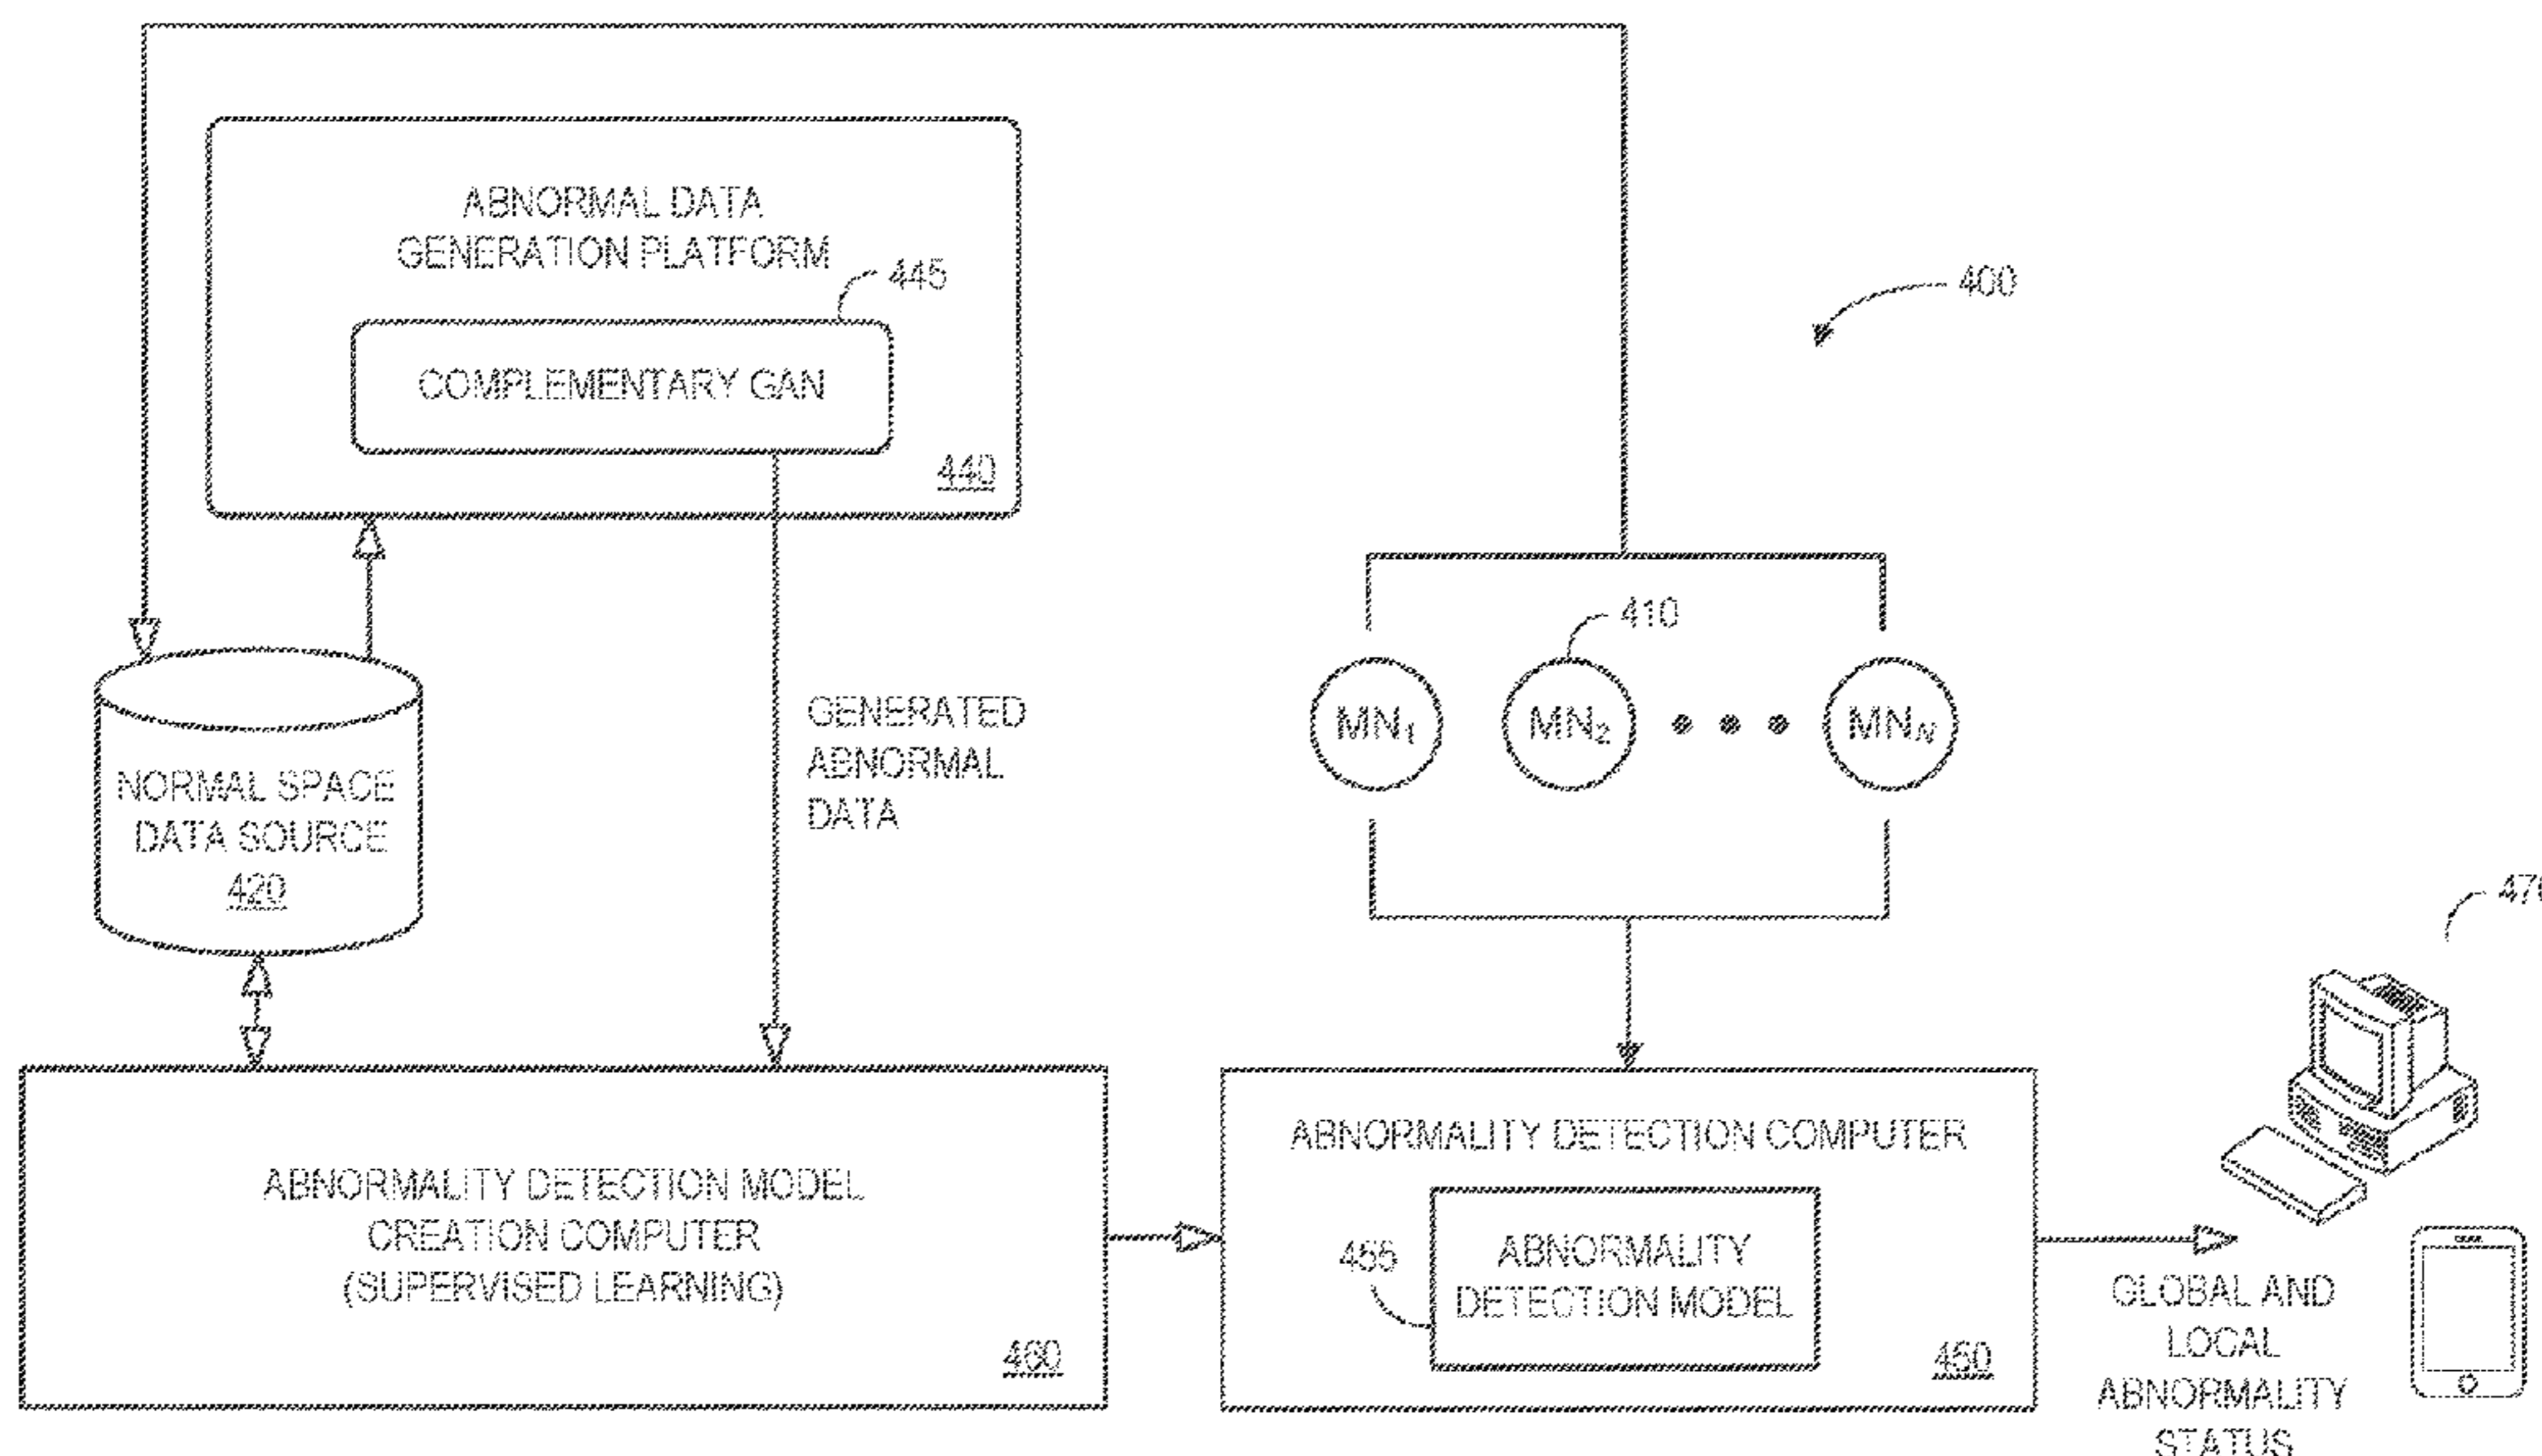 ABNORMAL DATA
GENERATION PLATFORM
445
COMPLEMENTARY GAN
440
400
410
MN₁
MN₂
MN_N
GENERATED
ABNORMAL
DATA
NORMAL SPACE
DATA SOURCE
420
470
ABNORMALITY DETECTION MODEL
CREATION COMPUTER
(SUPERVISED LEARNING)
460
ABNORMALITY DETECTION COMPUTER
455
ABNORMALITY
DETECTION MODEL
450
GLOBAL AND
LOCAL
ABNORMALITY
STATUS